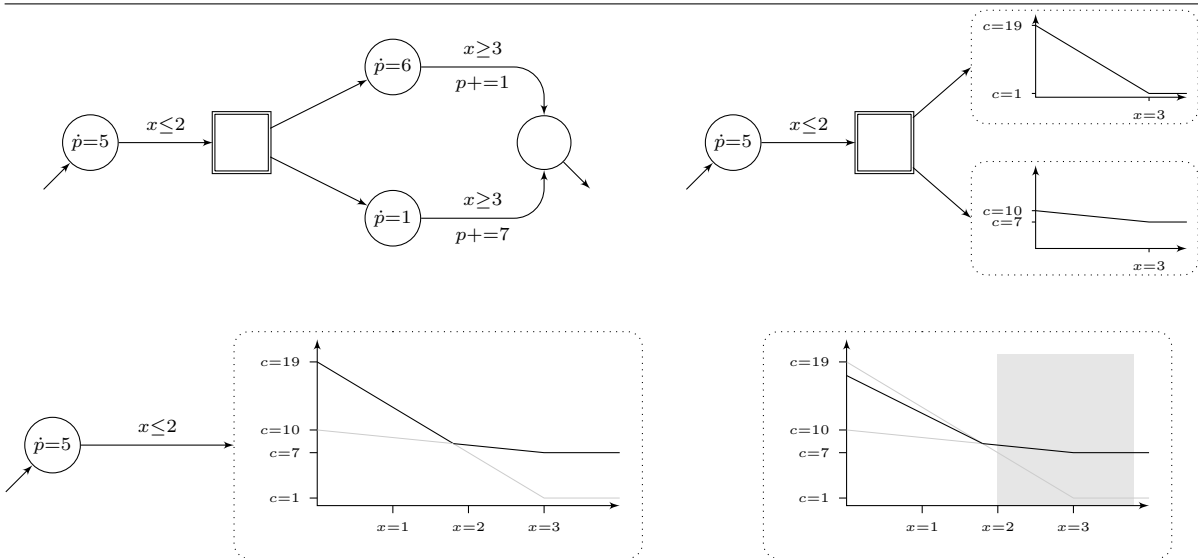 ṗ=5
x≤2
ṗ=6
x≥3
p+=1
ṗ=1
x≥3
p+=7
ṗ=5
x≤2
c=19
c=1
x=3
c=10
c=7
x=3
ṗ=5
x≤2
c=19
c=10
c=7
c=1
x=1 x=2 x=3
c=19
c=10
c=7
c=1
x=1 x=2 x=3